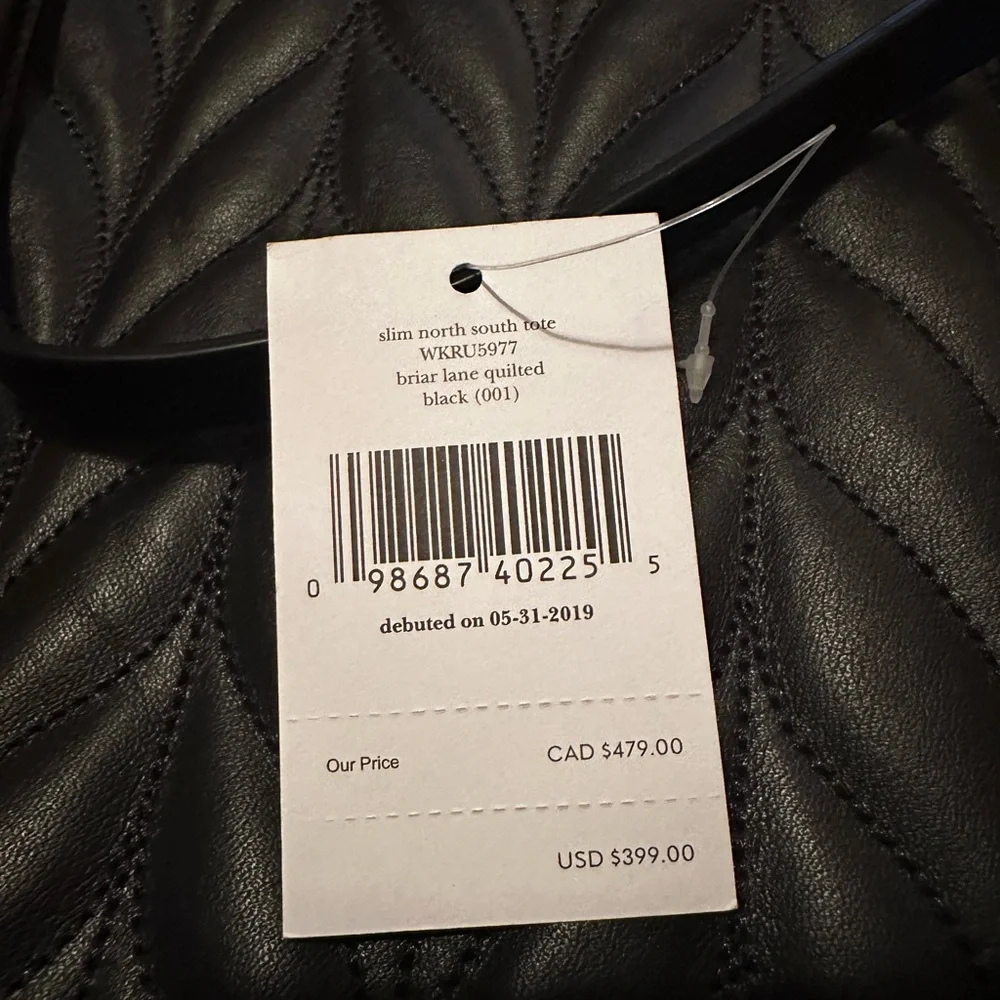 slim north south tote
WKRU5977
briar lane quilted
black (001)
0 98687 40225 5
debuted on 05-31-2019
Our Price CAD $479.00
USD $399.00